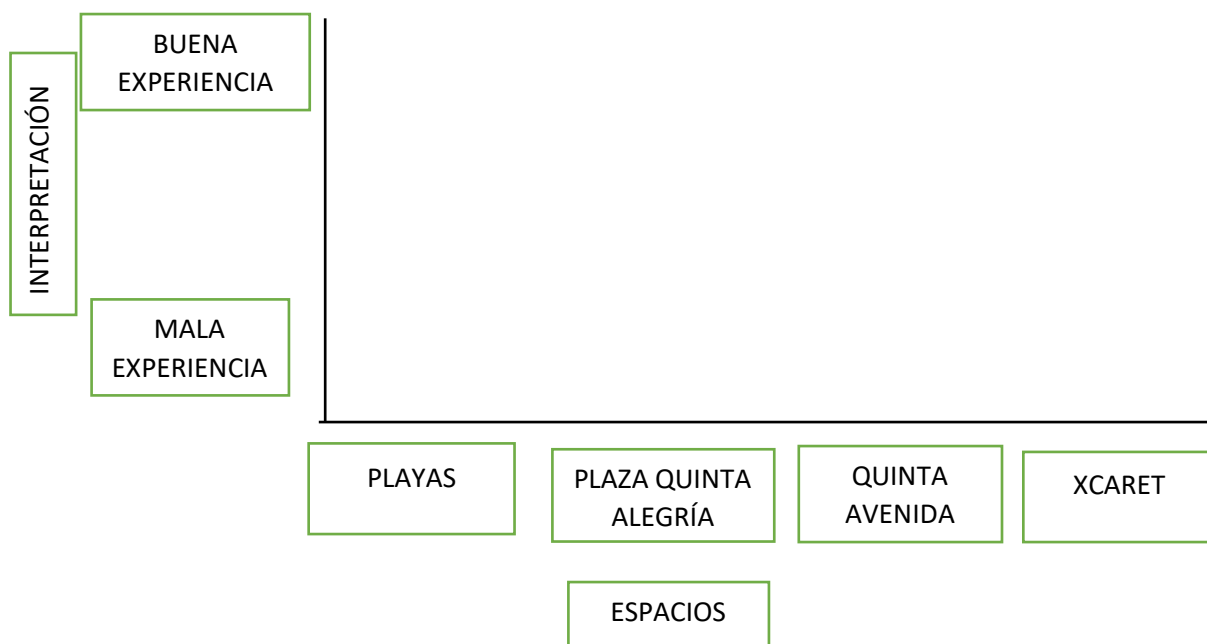 BUENA
EXPERIENCIA
INTERPRETACIÓN
MALA
EXPERIENCIA
PLAYAS
PLAZA QUINTA
ALEGRÍA
QUINTA
AVENIDA
XCARET
ESPACIOS